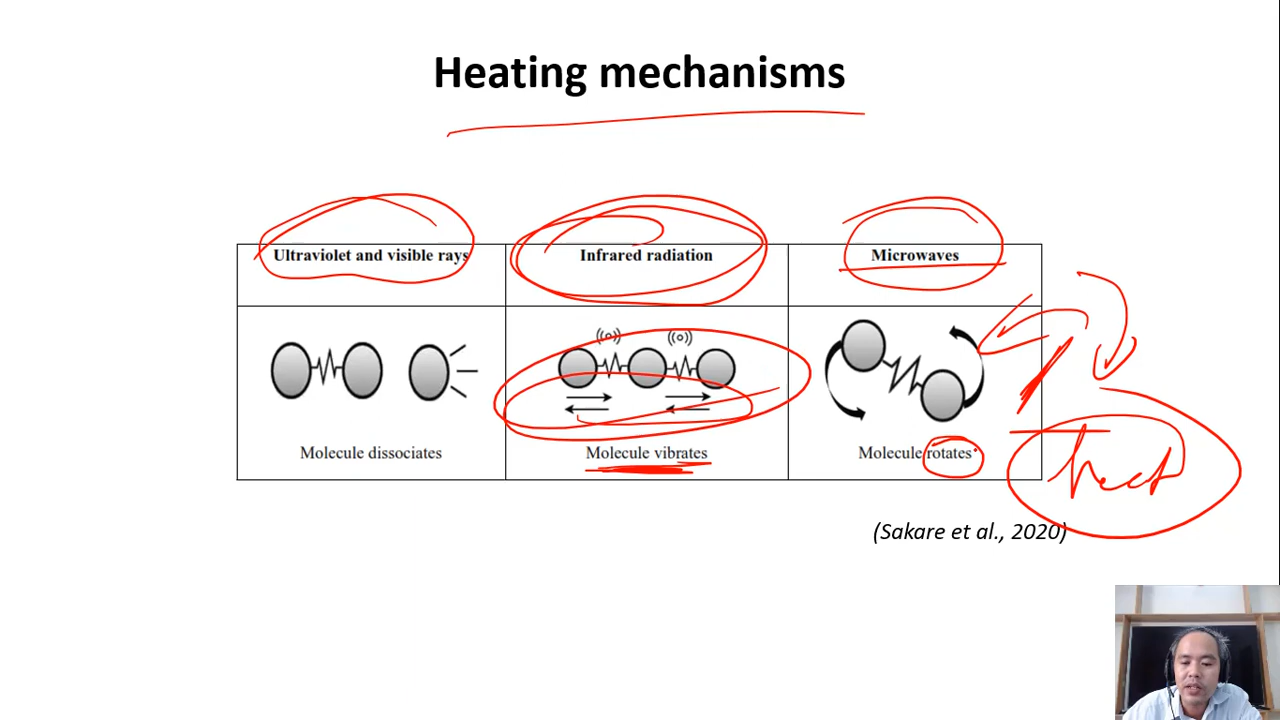 Heating mechanisms
Ultraviolet and visible rays Infrared radiation Microwaves
Molecule dissociates Molecule vibrates Molecule rotates
heat
(Sakare et al., 2020)